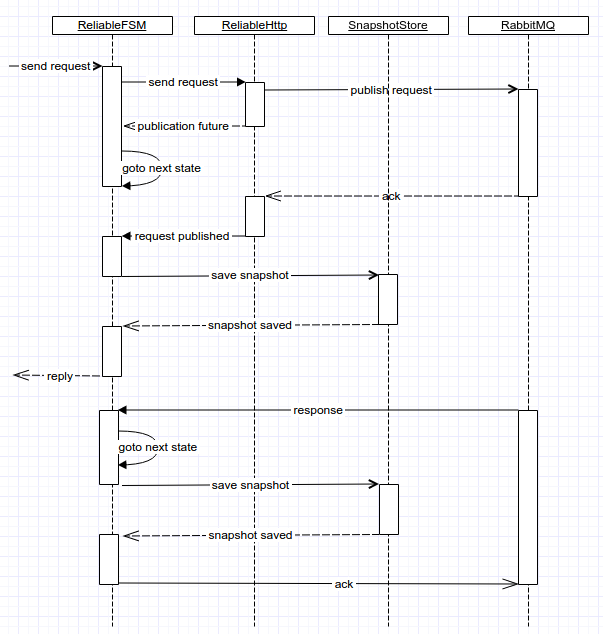 ReliableFSM
ReliableHttp
SnapshotStore
RabbitMQ
send request
send request
publish request
publication future
goto next state
ack
request published
save snapshot
snapshot saved
reply
response
goto next state
save snapshot
snapshot saved
ack